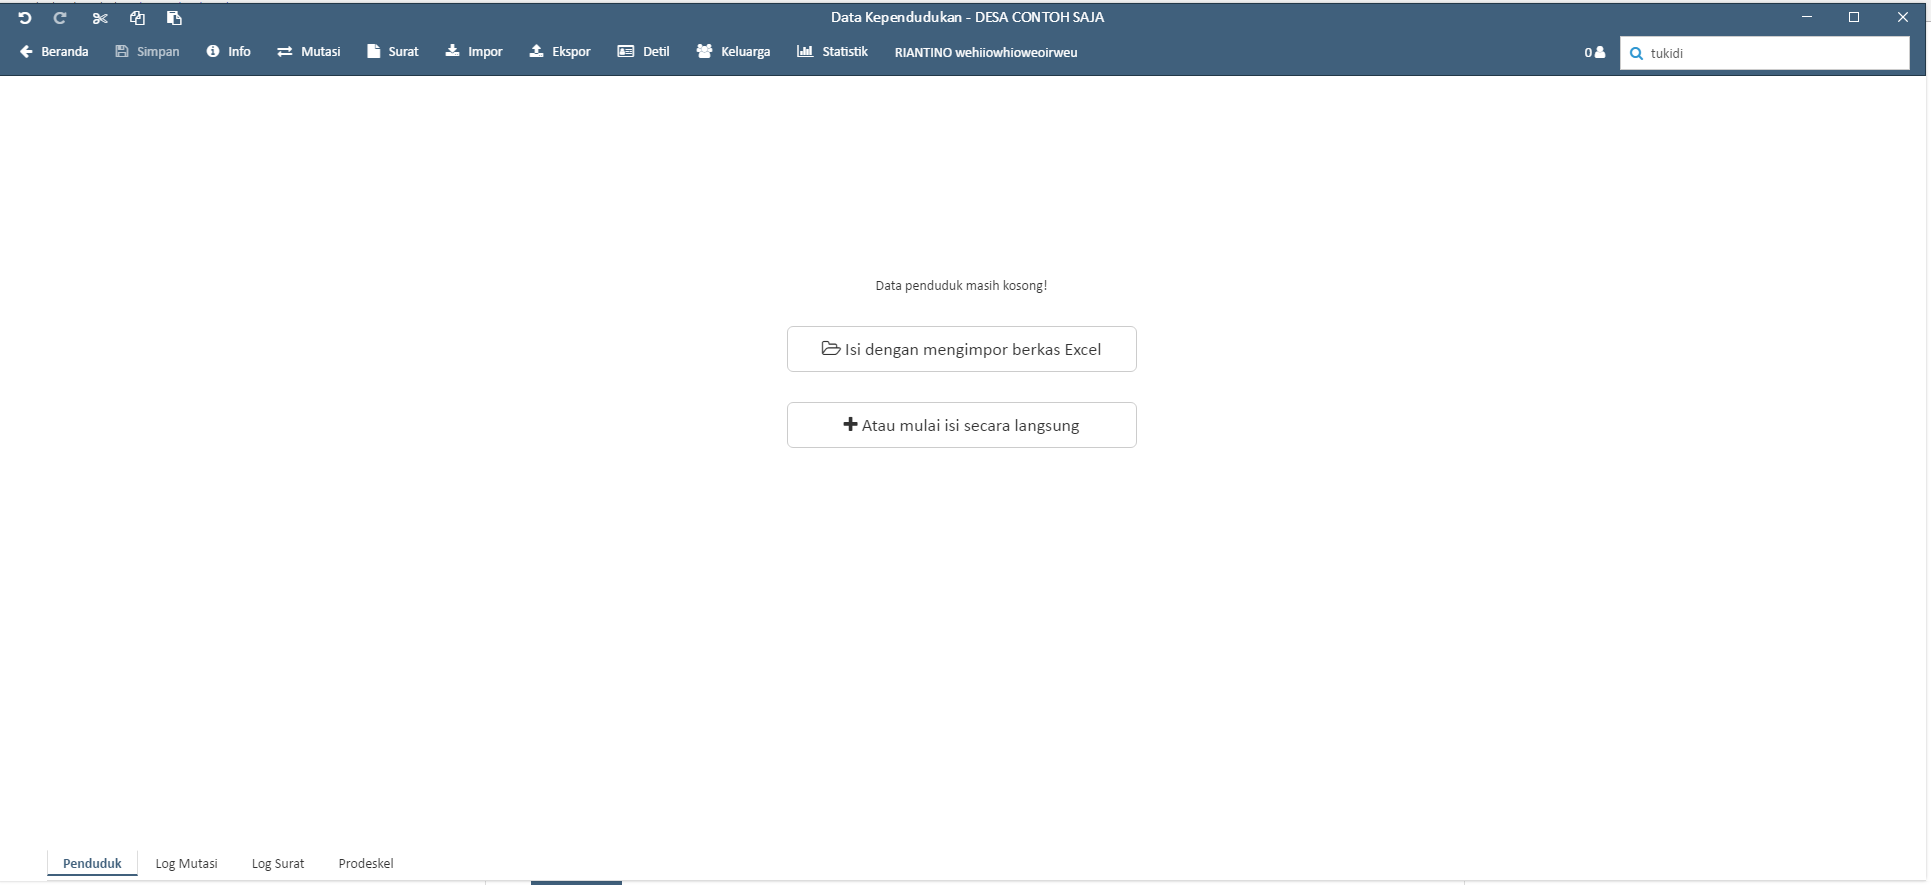 Data Kependudukan - DESA CONTOH SAJA
Beranda Simpan Info Mutasi Surat Impor Ekspor Detil Keluarga Statistik RIANTINO wehiiowhioweoirweu 0 tukidi
Data penduduk masih kosong!
Isi dengan mengimpor berkas Excel
Atau mulai isi secara langsung
Penduduk Log Mutasi Log Surat Prodeskel